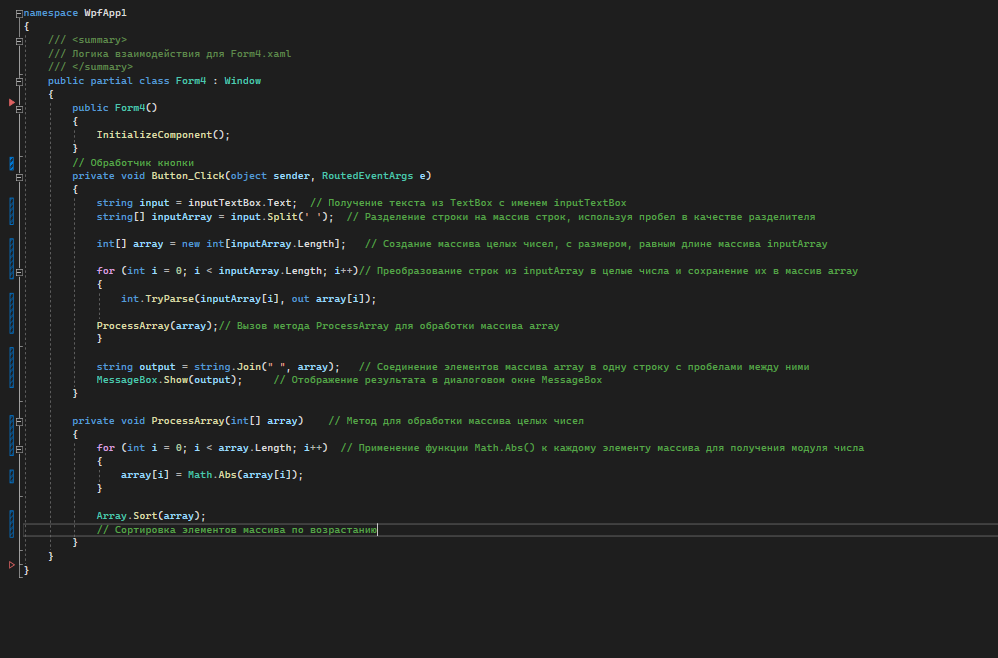 namespace WpfApp1
{
/// <summary>
/// Логика взаимодействия для Form4.xaml
/// </summary>
public partial class Form4 : Window
{
public Form4()
{
InitializeComponent();
}
// Обработчик кнопки
private void Button_Click(object sender, RoutedEventArgs e)
{
string input = inputTextBox.Text;  // Получение текста из TextBox с именем inputTextBox
string[] inputArray = input.Split(' ');  // Разделение строки на массив строк, используя пробел в качестве разделителя
int[] array = new int[inputArray.Length];   // Создание массива целых чисел, с размером, равным длине массива inputArray
for (int i = 0; i < inputArray.Length; i++)// Преобразование строк из inputArray в целые числа и сохранение их в массив array
{
int.TryParse(inputArray[i], out array[i]);
ProcessArray(array);// Вызов метода ProcessArray для обработки массива array
}
string output = string.Join(" ", array);   // Соединение элементов массива array в одну строку с пробелами между ними
MessageBox.Show(output);     // Отображение результата в диалоговом окне MessageBox
}
private void ProcessArray(int[] array)    // Метод для обработки массива целых чисел
{
for (int i = 0; i < array.Length; i++)  // Применение функции Math.Abs() к каждому элементу массива для получения модуля числа
{
array[i] = Math.Abs(array[i]);
}
Array.Sort(array);
// Сортировка элементов массива по возрастанию
}
}
}